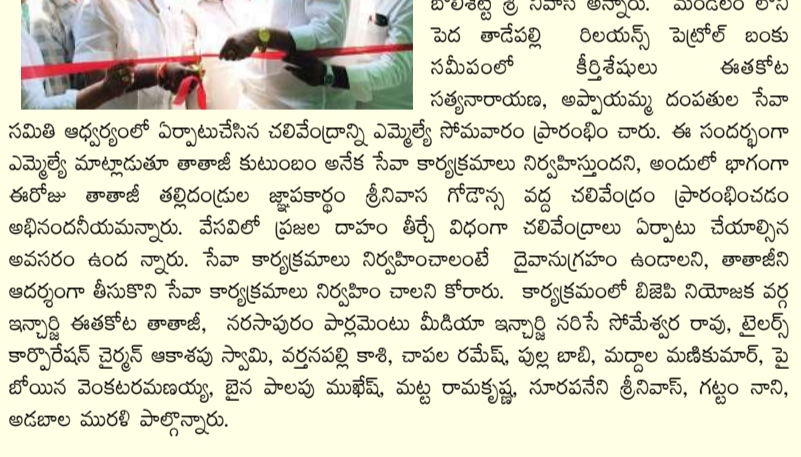 బొలిశెట్టి శ్రీ నివాస్ అన్నారు. మండలం లోని
పెద తాడేపల్లి రిలయన్స్ పెట్రోల్ బంకు
సమీపంలో కీర్తిశేషులు ఈతకోట
సత్యనారాయణ, అప్పాయమ్మ దంపతుల సేవా
సమితి ఆధ్వర్యంలో ఏర్పాటుచేసిన చలివేంద్రాన్ని ఎమ్మెల్యే సోమవారం ప్రారంభిం చారు. ఈ సందర్భంగా
ఎమ్మెల్యే మాట్లాడుతూ తాతాజీ కుటుంబం అనేక సేవా కార్యక్రమాలు నిర్వహిస్తుందని, అందులో భాగంగా
ఈరోజు తాతాజీ తల్లిదండ్రుల జ్ఞాపకార్థం శ్రీనివాస గోడౌన్స వద్ద చలివేంద్రం ప్రారంభించడం
అభినందనీయమన్నారు. వేసవిలో ప్రజల దాహం తీర్చే విధంగా చలివేంద్రాలు ఏర్పాటు చేయాల్సిన
అవసరం ఉంద న్నారు. సేవా కార్యక్రమాలు నిర్వహించాలంటే దైవానుగ్రహం ఉండాలని, తాతాజీని
ఆదర్శంగా తీసుకొని సేవా కార్యక్రమాలు నిర్వహిం చాలని కోరారు. కార్యక్రమంలో బిజెపి నియోజక వర్గ
ఇన్చార్జి ఈతకోట తాతాజీ, నరసాపురం పార్లమెంటు మీడియా ఇన్చార్జి నరిసే సోమేశ్వర రావు, టైలర్స్
కార్పొరేషన్ చైర్మన్ ఆకాశపు స్వామి, వర్తనపల్లి కాశి, చాపల రమేష్, పుల్ల బాబి, మద్దాల మణికుమార్, పై
బోయిన వెంకటరమణయ్య, బైన పాలపు ముఖేష్, మట్ట రామకృష్ణ, సూరపనేని శ్రీనివాస్, గట్టం నాని,
అడబాల మురళి పాల్గొన్నారు.